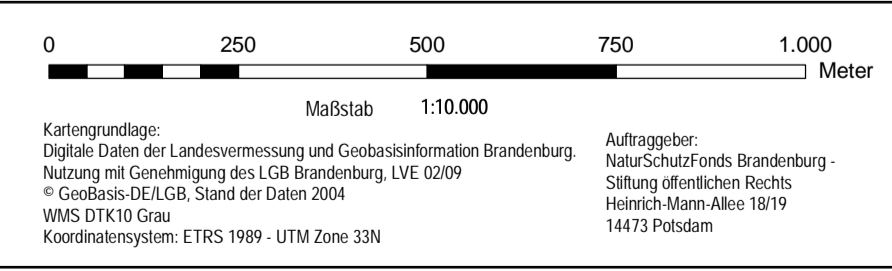 0 250 500 750 1.000
Meter
Maßstab 1:10.000
Kartengrundlage:
Digitale Daten der Landesvermessung und Geobasisinformation Brandenburg.
Nutzung mit Genehmigung des LGB Brandenburg, LVE 02/09
© GeoBasis-DE/LGB, Stand der Daten 2004
WMS DTK10 Grau
Koordinatensystem: ETRS 1989 - UTM Zone 33N
Auftraggeber:
NaturSchutzFonds Brandenburg -
Stiftung öffentlichen Rechts
Heinrich-Mann-Allee 18/19
14473 Potsdam